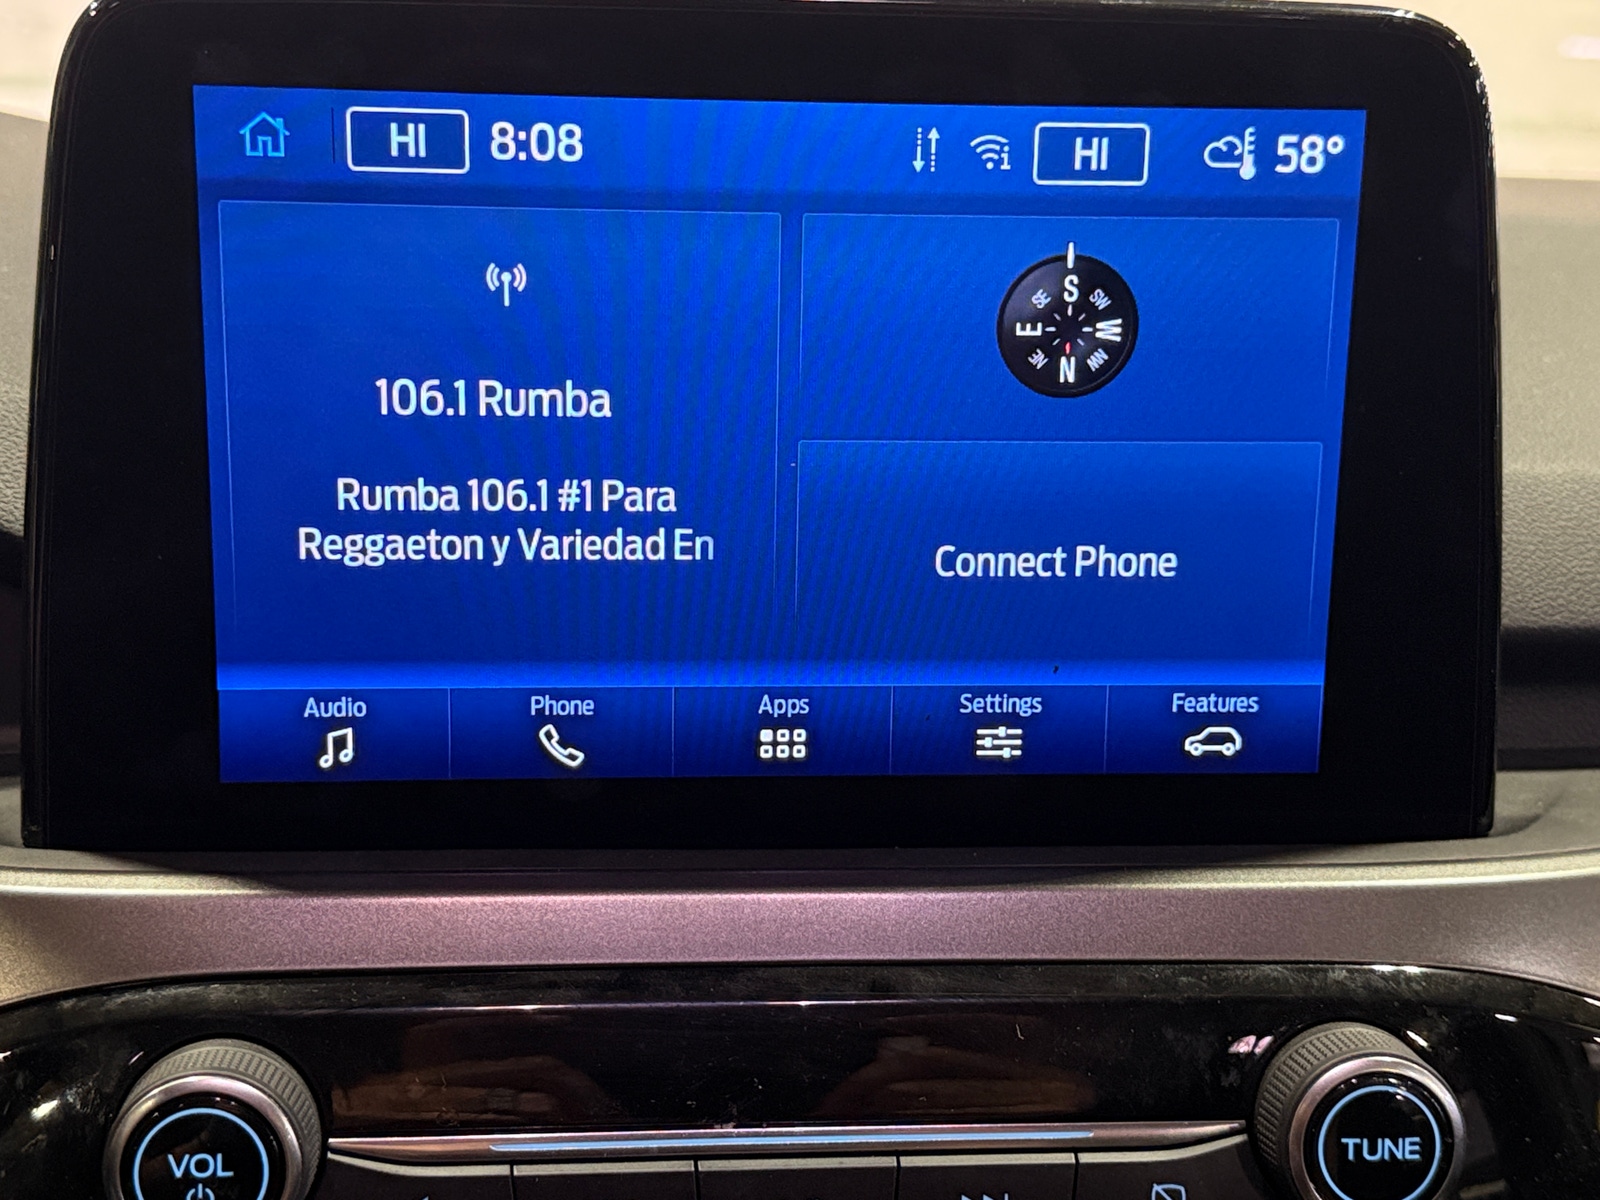 HI 8:08 HI 58°
106.1 Rumba
Rumba 106.1 #1 Para
Reggaeton y Variedad En
S
SE SW
E W
NE NW
N
Connect Phone
Audio Phone Apps Settings Features
VOL TUNE